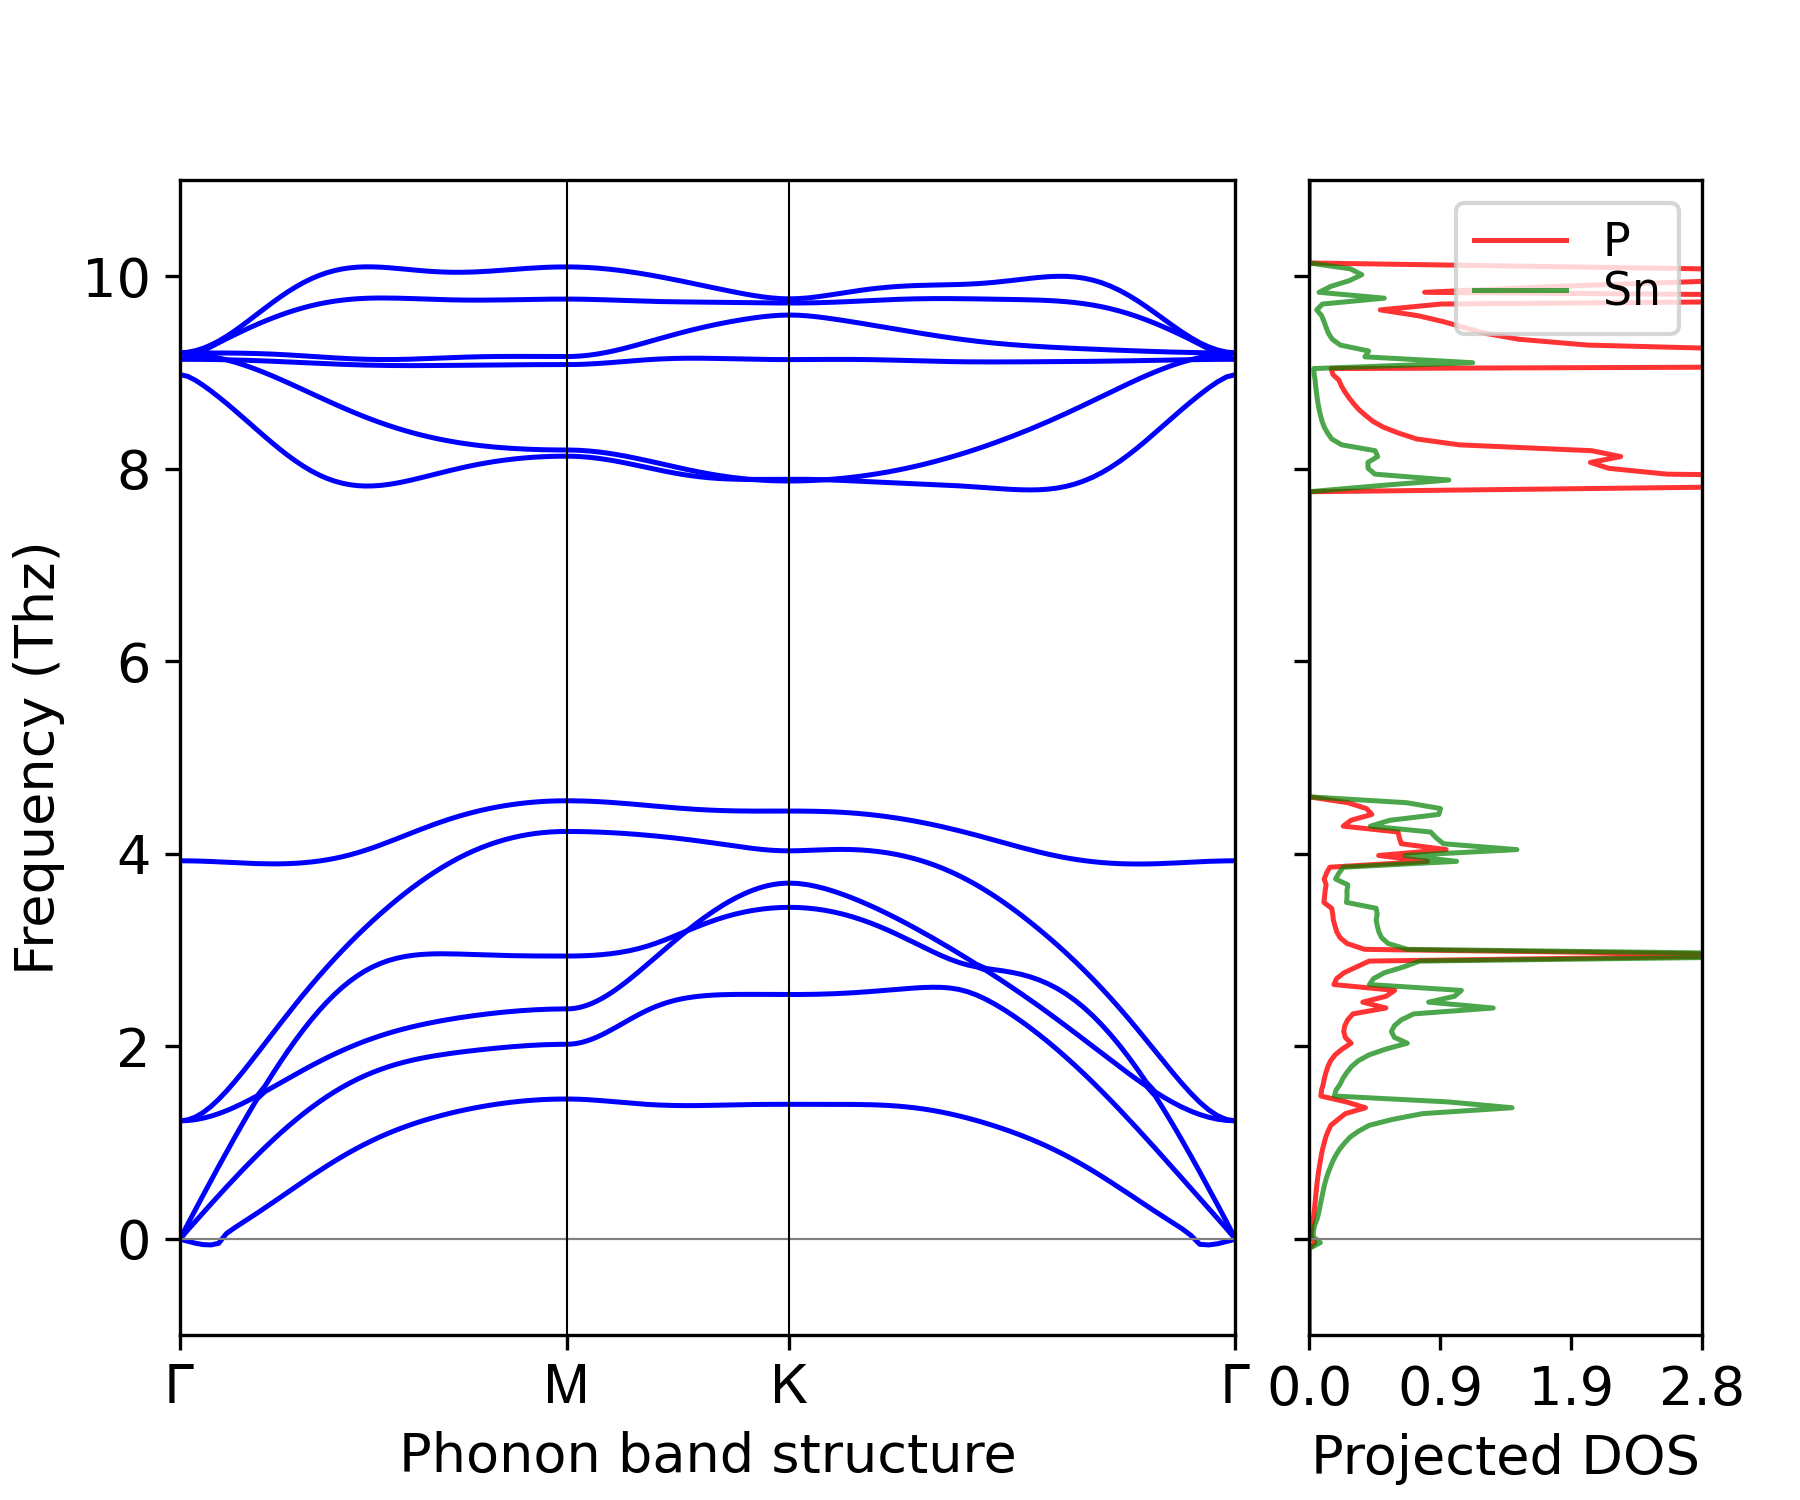 P
Sn
10
8
6
4
2
0
Frequency (Thz)
Γ M K Γ
0.0 0.9 1.9 2.8
Phonon band structure
Projected DOS